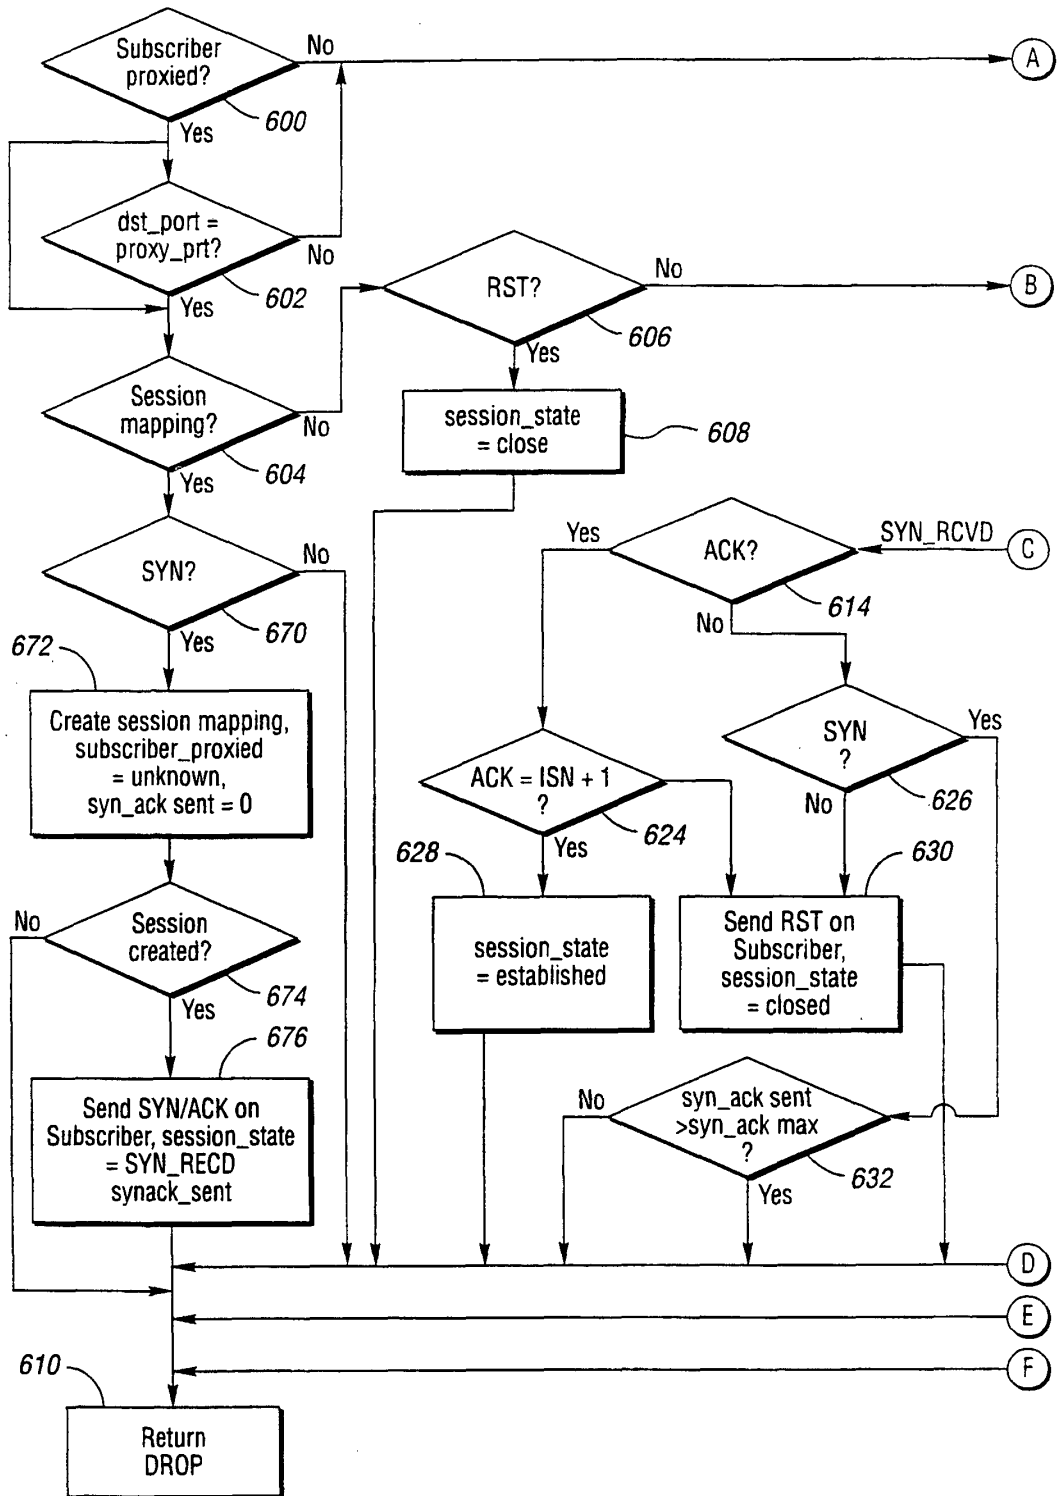 Subscriber
proxied?
No
A
600
Yes
dst_port =
proxy_prt?
No
602
Yes
RST?
No
B
606
Yes
Session
mapping?
No
604
Yes
session_state
= close
608
SYN?
No
670
Yes
Yes
ACK?
SYN_RCVD
C
614
No
672
Create session mapping,
subscriber_proxied
= unknown,
syn_ack sent = 0
SYN
?
Yes
626
No
ACK = ISN + 1
?
624
Yes
628
session_state
= established
630
Send RST on
Subscriber,
session_state
= closed
No
Session
created?
674
Yes
676
Send SYN/ACK on
Subscriber, session_state
= SYN_RECD
synack_sent
No
syn_ack sent
>syn_ack max
?
632
Yes
D
E
F
610
Return
DROP